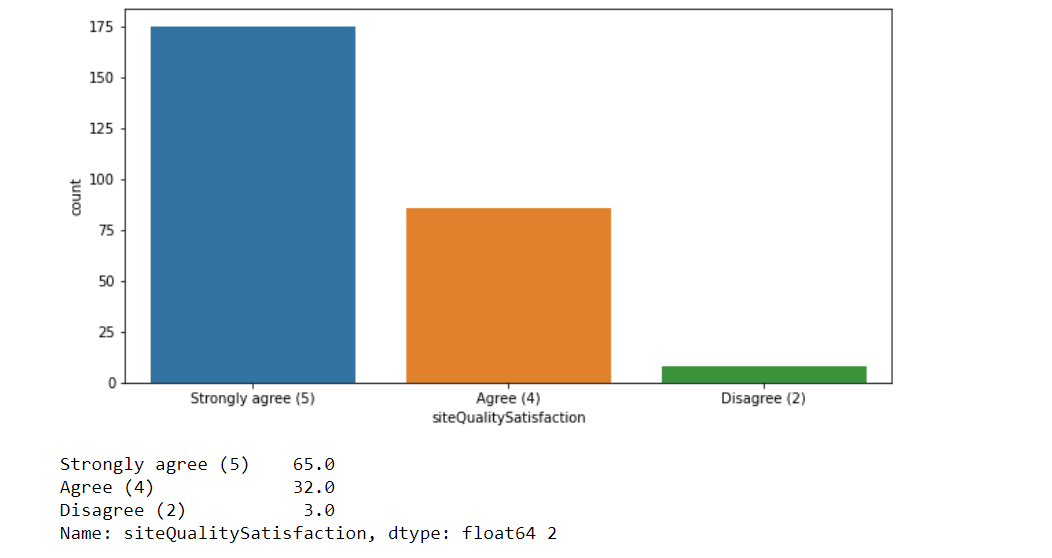 175
150
125
100
75
50
25
0
count
Strongly agree (5) Agree (4) Disagree (2)
siteQualitySatisfaction
Strongly agree (5) 65.0
Agree (4) 32.0
Disagree (2) 3.0
Name: siteQualitySatisfaction, dtype: float64 2